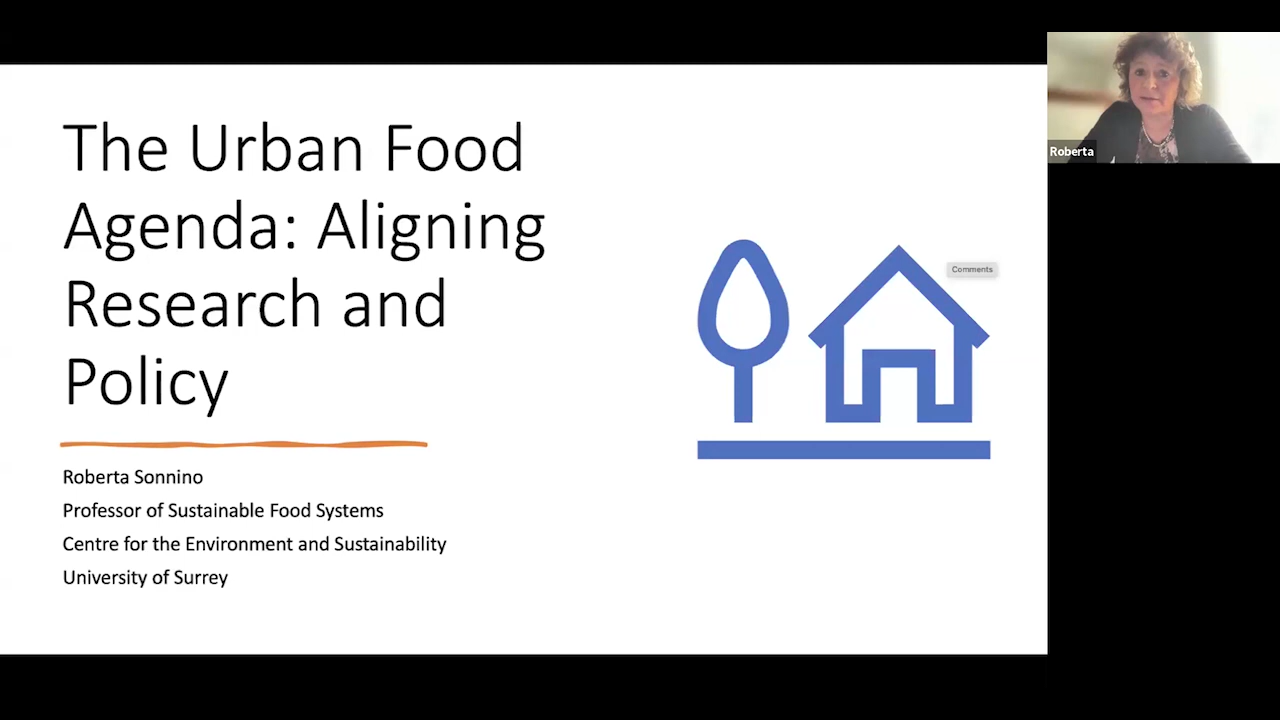 The Urban Food
Agenda: Aligning
Research and
Policy
Roberta Sonnino
Professor of Sustainable Food Systems
Centre for the Environment and Sustainability
University of Surrey
Comments
Roberta